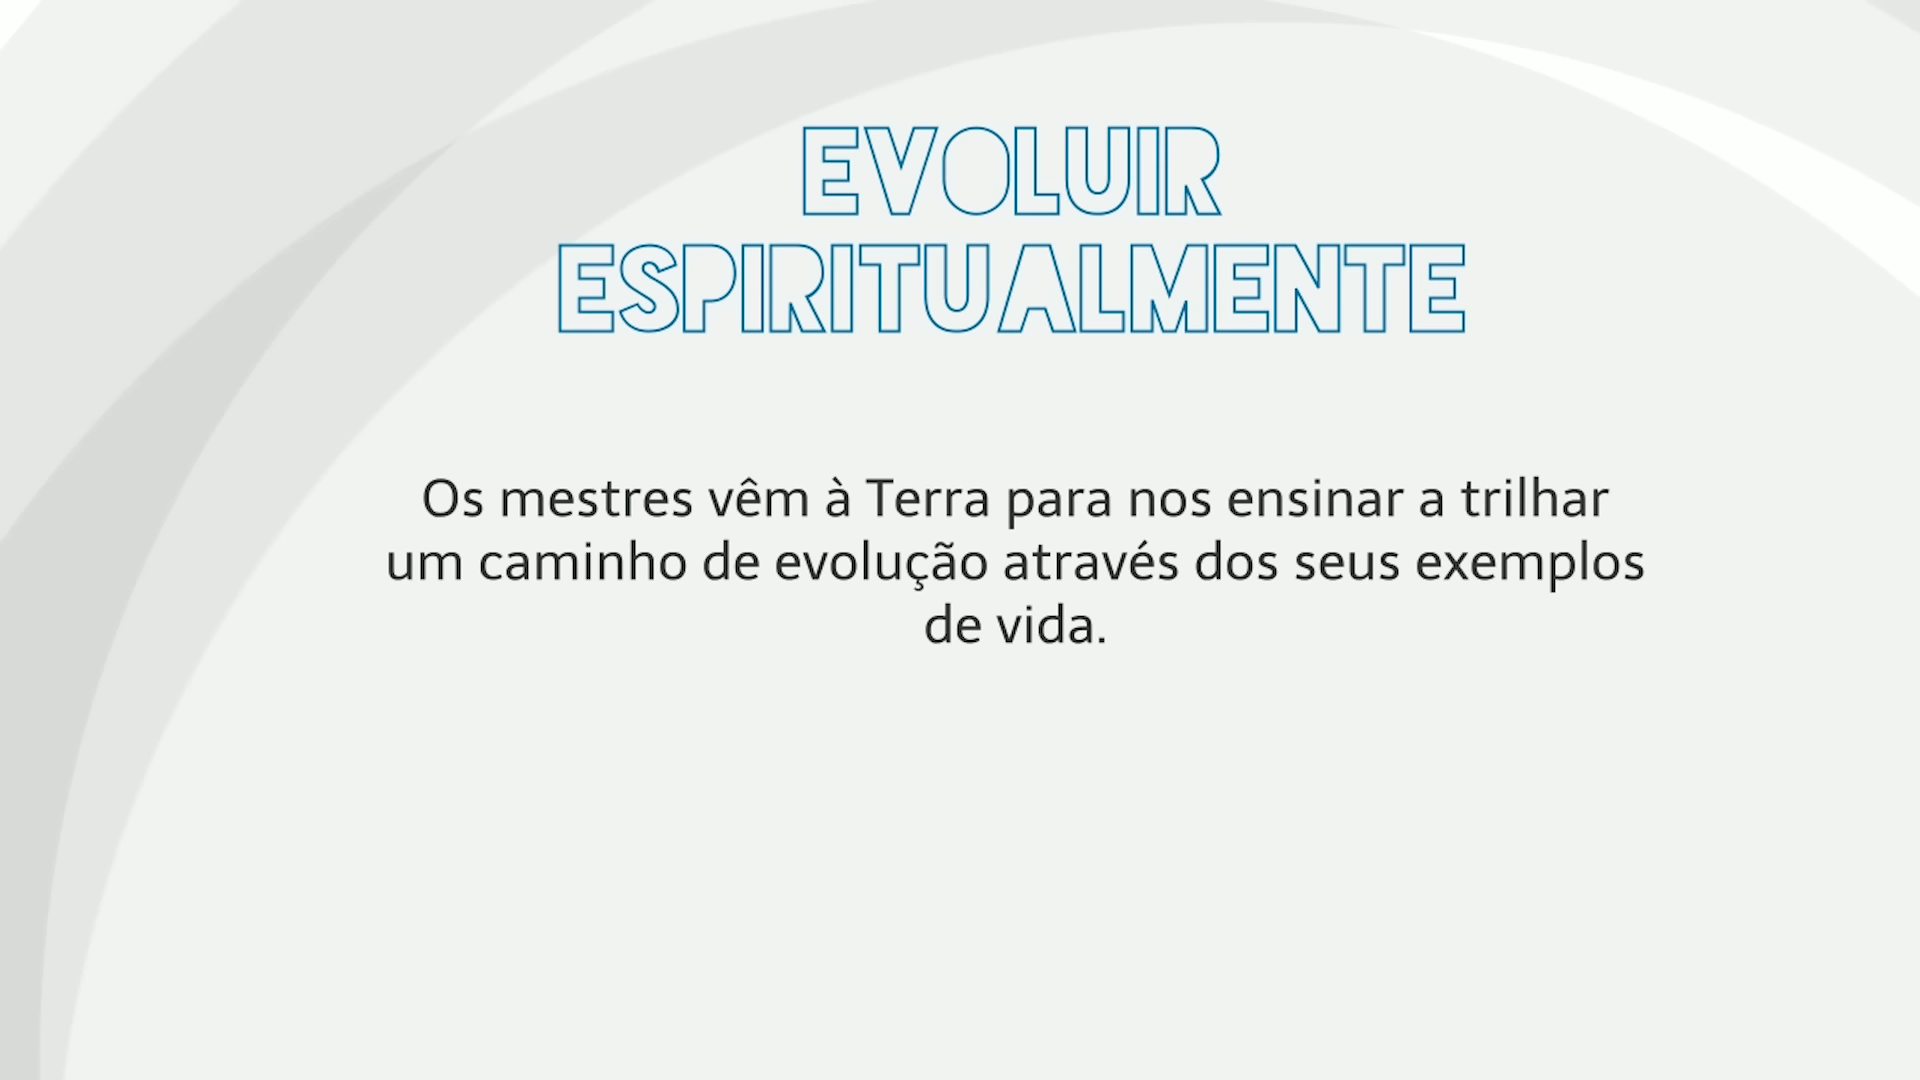 EVOLUIR
ESPIRITUALMENTE
Os mestres vêm à Terra para nos ensinar a trilhar
um caminho de evolução através dos seus exemplos
de vida.